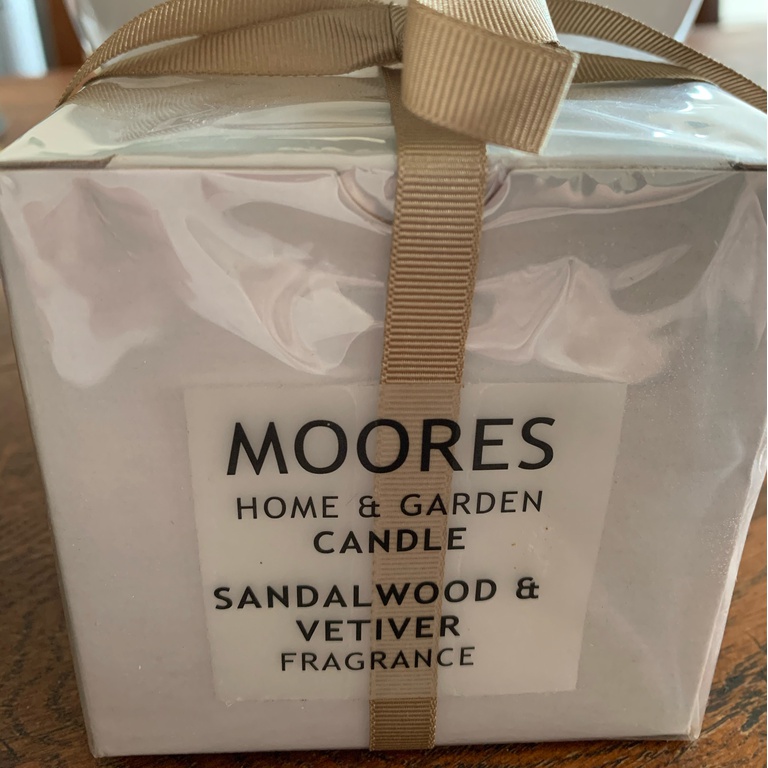 MOORES
HOME & GARDEN
CANDLE
SANDALWOOD &
VETIVER
FRAGRANCE